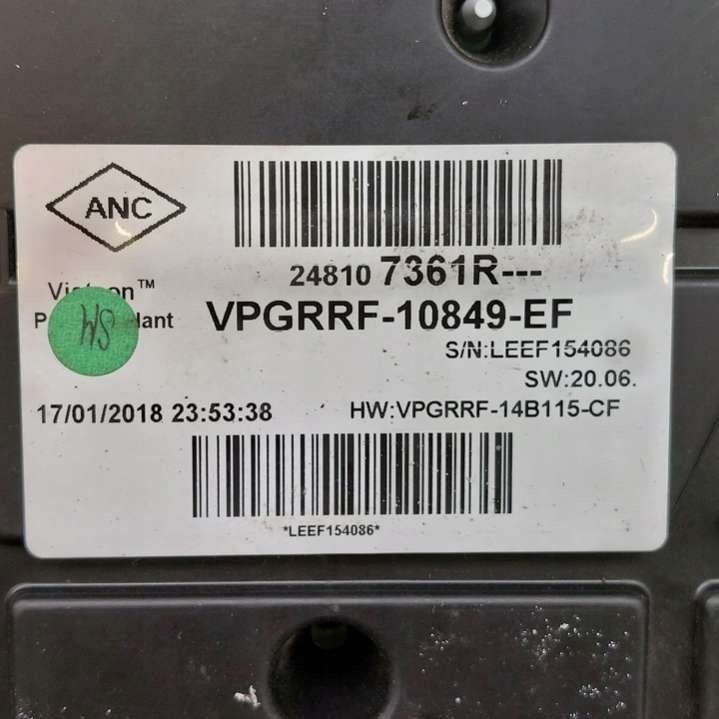 ANC
24810 7361R---
™
VPGRRF-10849-EF
S/N:LEEF154086
SW:20.06.
17/01/2018 23:53:38
HW:VPGRRF-14B115-CF
*LEEF154086*